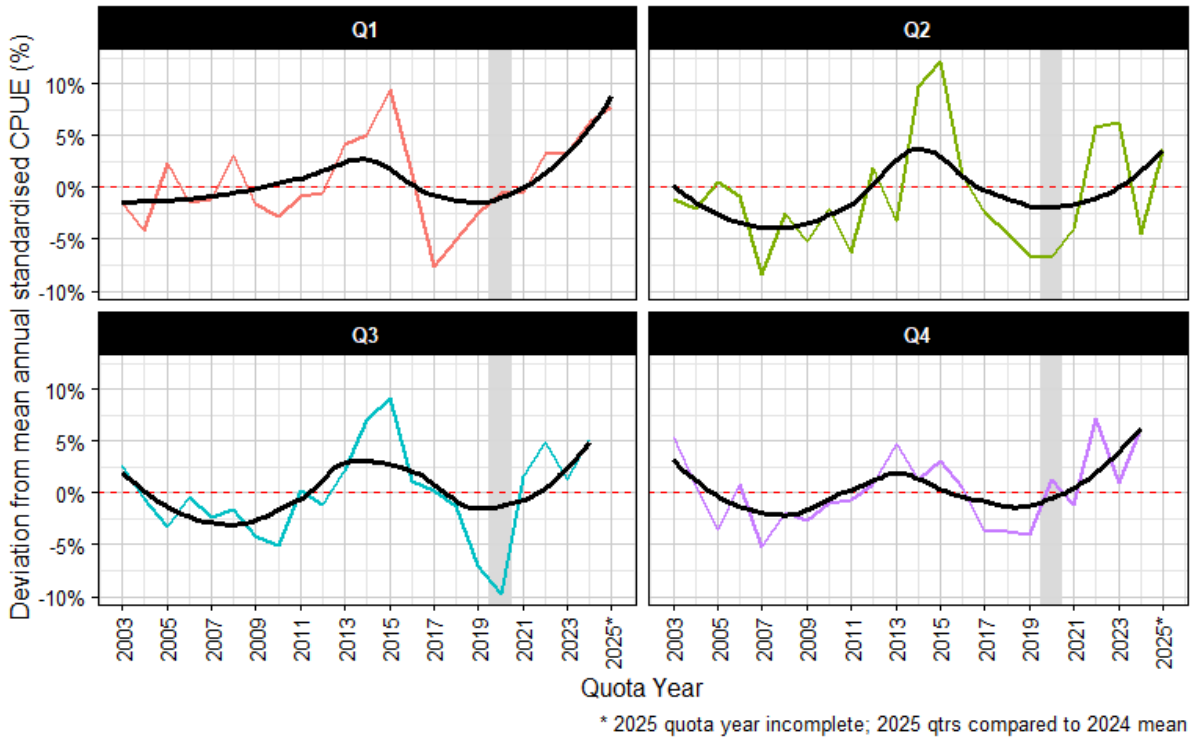 Deviation from mean annual standardised CPUE (%)
Q1
Q2
10%
5%
0%
-5%
-10%
Q3
Q4
10%
5%
0%
-5%
-10%
2003 2005 2007 2009 2011 2013 2015 2017 2019 2021 2023 2025*
2003 2005 2007 2009 2011 2013 2015 2017 2019 2021 2023 2025*
Quota Year
* 2025 quota year incomplete; 2025 qtrs compared to 2024 mean